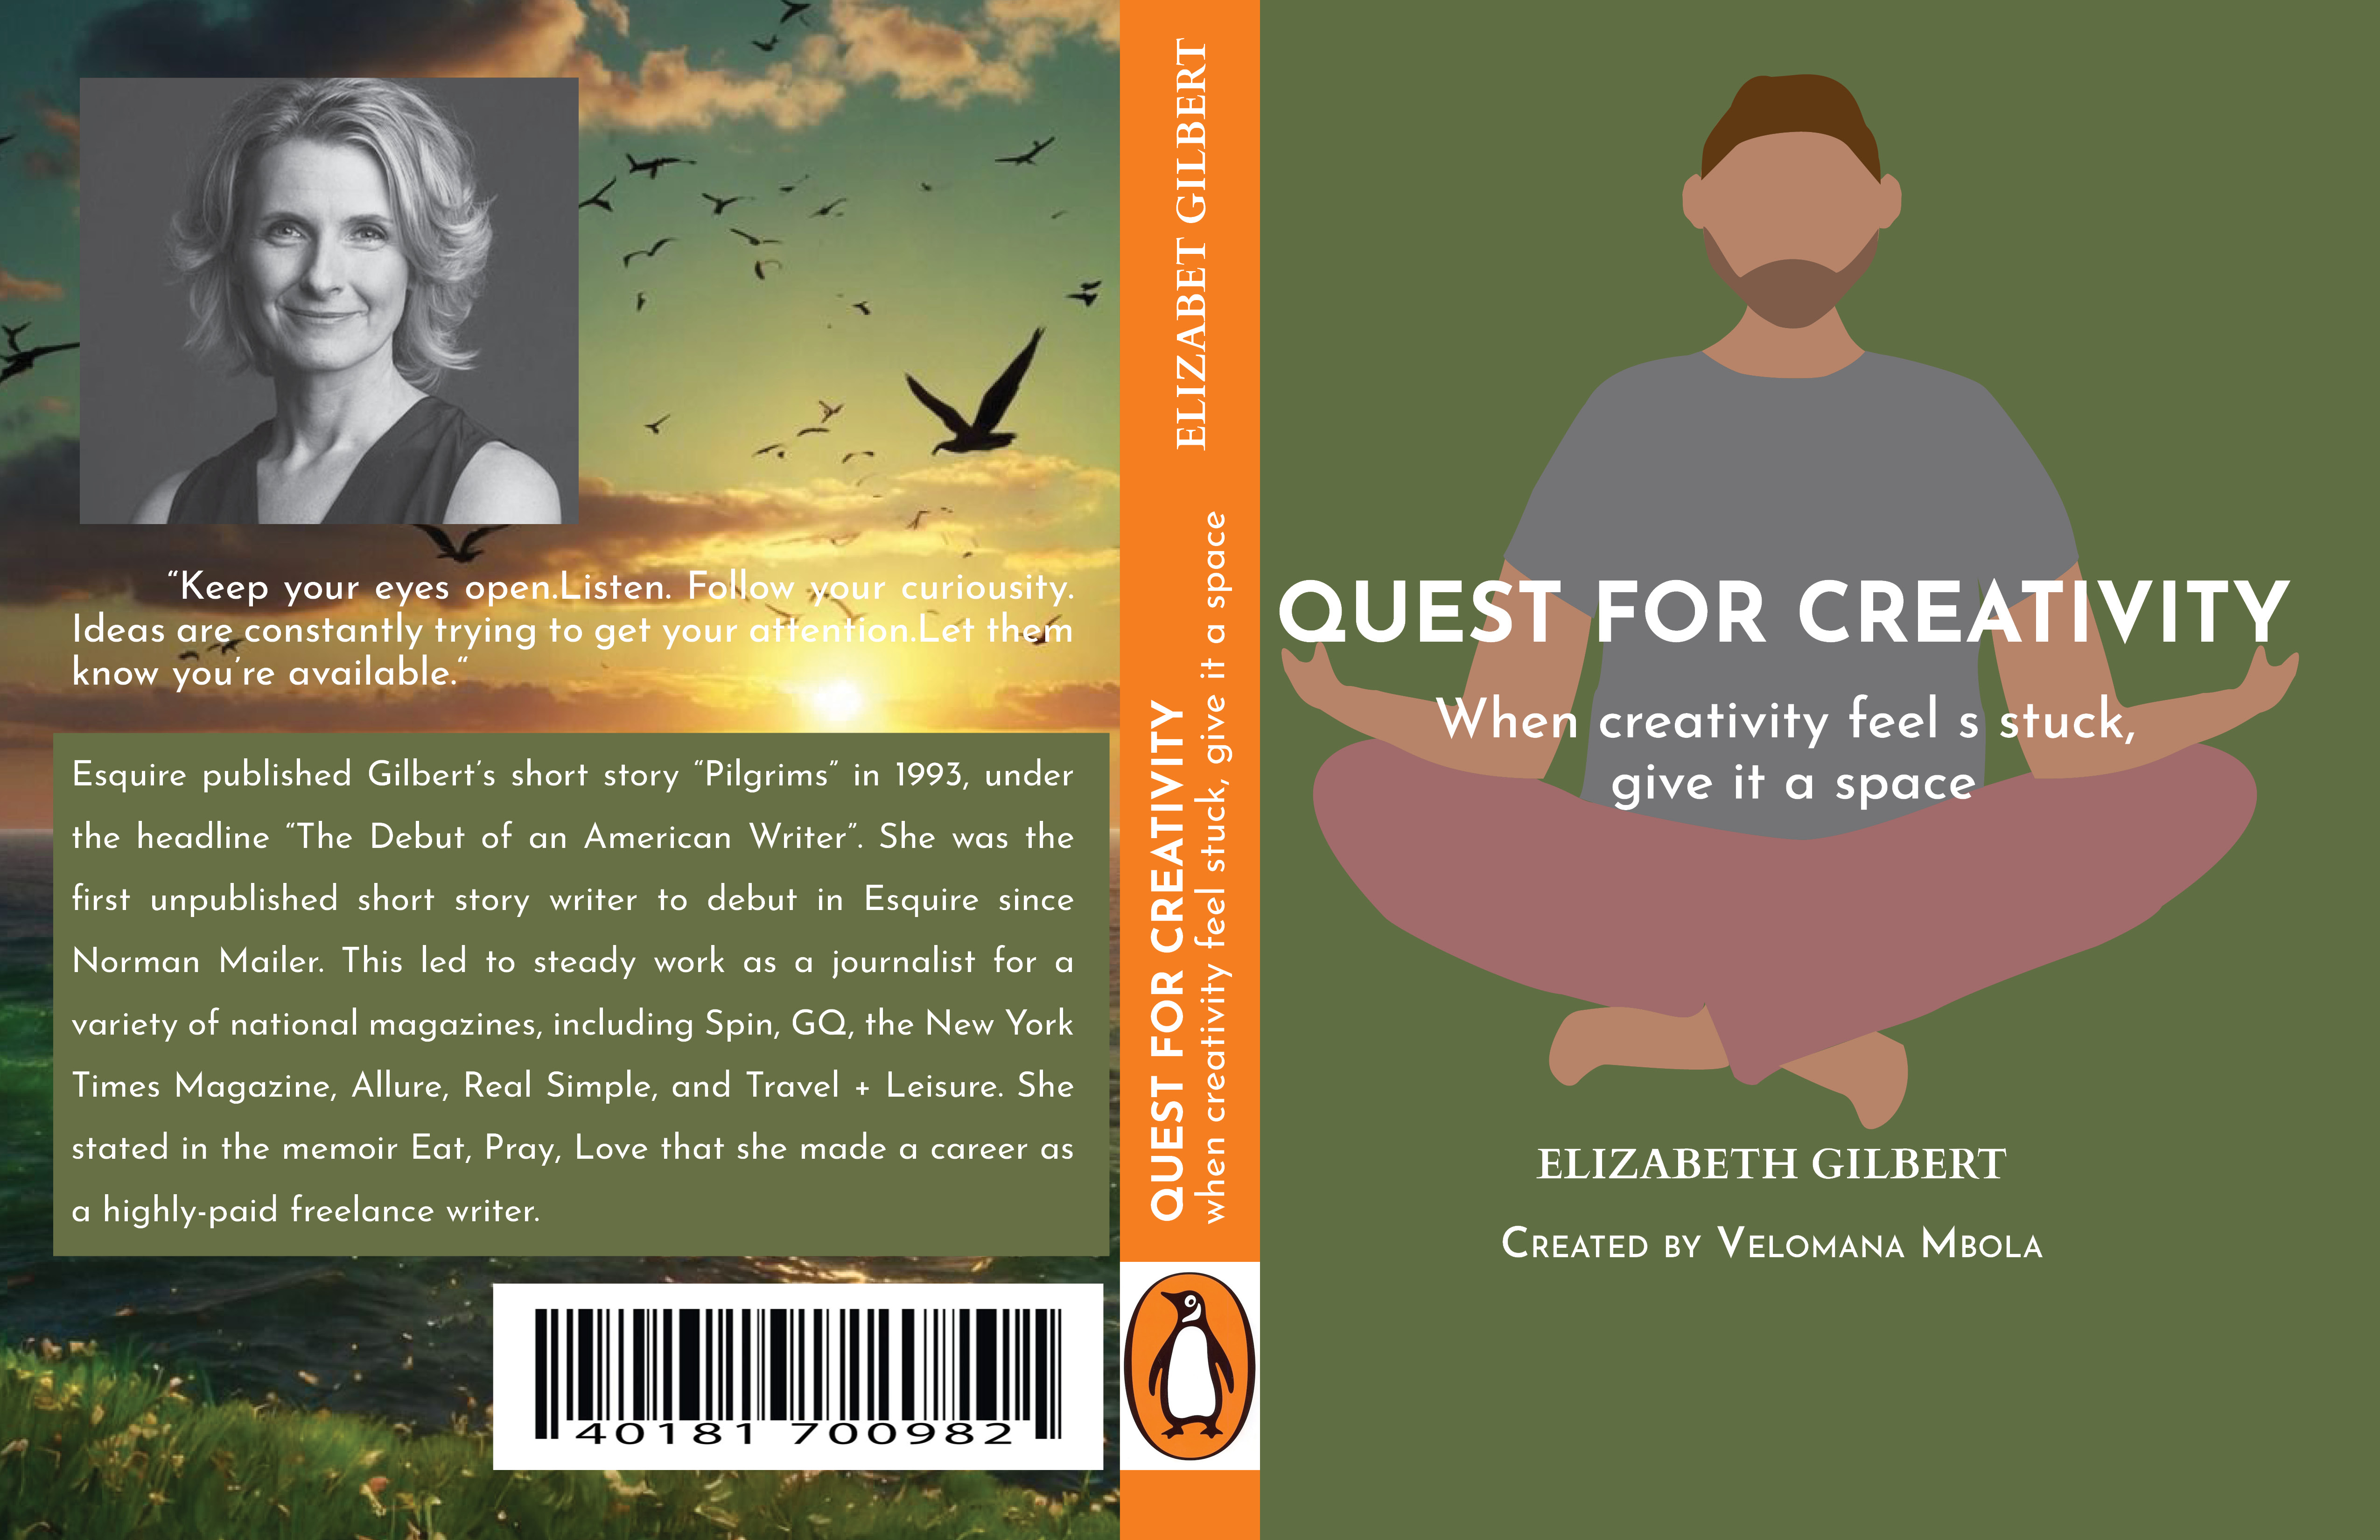 “Keep your eyes open.Listen. Follow your curiousity.
Ideas are constantly trying to get your attention.Let them
know you’re available.“
Esquire published Gilbert’s short story “Pilgrims” in 1993, under
the headline “The Debut of an American Writer”. She was the
first unpublished short story writer to debut in Esquire since
Norman Mailer. This led to steady work as a journalist for a
variety of national magazines, including Spin, GQ, the New York
Times Magazine, Allure, Real Simple, and Travel + Leisure. She
stated in the memoir Eat, Pray, Love that she made a career as
a highly-paid freelance writer.
40181 700982
ELIZABET GILBERT
QUEST FOR CREATIVITY
when creativity feel stuck, give it a space
QUEST FOR CREATIVITY
When creativity feel s stuck,
give it a space
ELIZABETH GILBERT
CREATED BY VELOMANA MBOLA